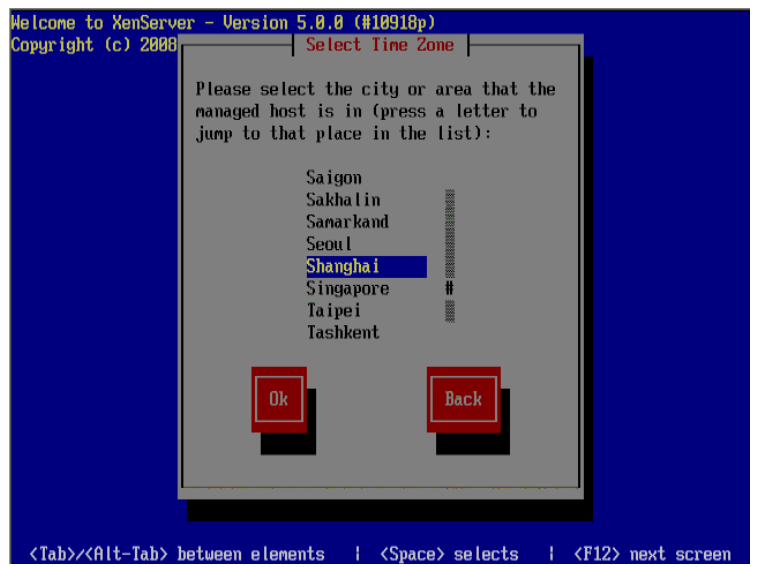 Welcome to XenServer - Version 5.0.0 (#10918p)
Copyright (c) 2008
Select Time Zone
Please select the city or area that the
managed host is in (press a letter to
jump to that place in the list):
Saigon
Sakhalin
Samarkand
Seoul
Shanghai
Singapore #
Taipei
Tashkent
Ok Back
<Tab>/<Alt-Tab> between elements | <Space> selects | <F12> next screen